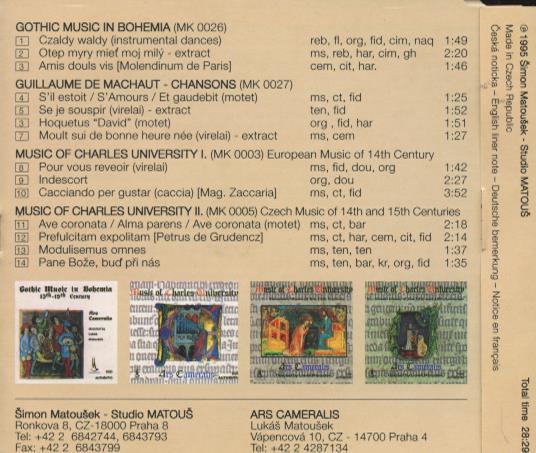 GOTHIC MUSIC IN BOHEMIA (MK 0026)
1 Czaldy waldy (instrumental dances) reb, fl, org, fid, cim, naq 1:49
2 Otep myry mieť moj milý - extract ms, reb, har, cim, gh 2:20
3 Amis douls vis [Molendinum de Paris] cem, cit, har. 1:46
GUILLAUME DE MACHAUT - CHANSONS (MK 0027)
4 S'il estoit / S'Amours / Et gaudebit (motet) ms, ct, fid 1:25
5 Se je souspir (virelai) - extract ten, fid 1:52
6 Hoquetus "David" (motet) org , fid, har 1:51
7 Moult sui de bonne heure née (virelai) - extract ms, cem 1:27
MUSIC OF CHARLES UNIVERSITY I. (MK 0003) European Music of 14th Century
8 Pour vous reveoir (virelai) ms, fid, dou, org 1:42
9 Indescort org, dou 2:27
10 Cacciando per gustar (caccia) [Mag. Zaccaria] ms, ct, fid 3:52
MUSIC OF CHARLES UNIVERSITY II. (MK 0005) Czech Music of 14th and 15th Centuries
11 Ave coronata / Alma parens / Ave coronata (motet) ms, ct, bar 2:18
12 Prefulcitam expolitam [Petrus de Grudencz] ms, ct, har, cem, cit, fid 2:14
13 Modulisemus omnes ms, ten, ten 1:37
14 Pane Bože, buď při nás ms, ten, bar, kr, org, fid 1:35
Gothic Music in Bohemia
13th-15th Century
Ars Cameralis
Music of Charles University
Ars Cameralis
Music of Charles University
Ars Cameralis
Music of Charles University
Ars Cameralis
Šimon Matoušek - Studio MATOUŠ
Ronkova 8, CZ-18000 Praha 8
Tel: +42 2 6842744, 6843793
Fax: +42 2 6843799
ARS CAMERALIS
Lukáš Matoušek
Vápencová 10, CZ - 14700 Praha 4
Tel: +42 2 4287134
℗ 1995 Šimon Matoušek - Studio MATOUŠ
Made in Czech Republic
Česká noticka – English liner note – Deutsche bemerkung – Notice en français
Total time 28:29